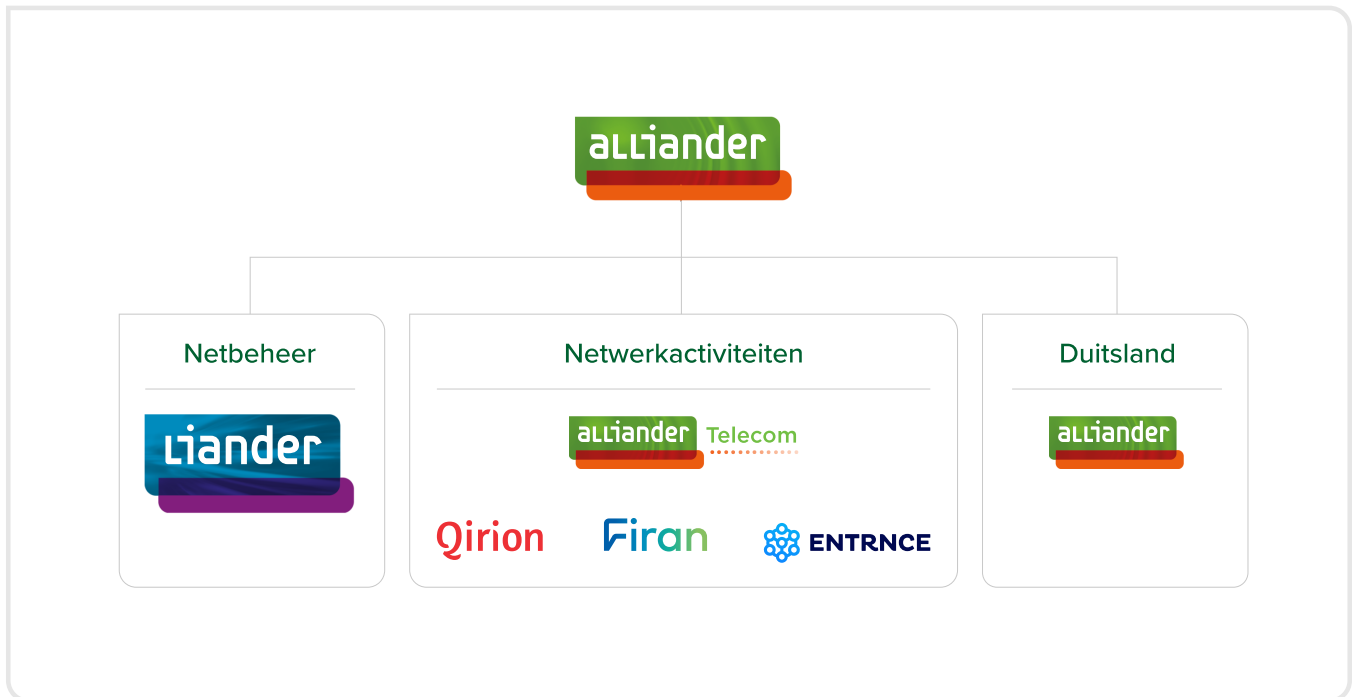 alliander
Netbeheer
liander
Netwerkactiviteiten
alliander Telecom
Qirion
Firan
ENTRNCE
Duitsland
alliander